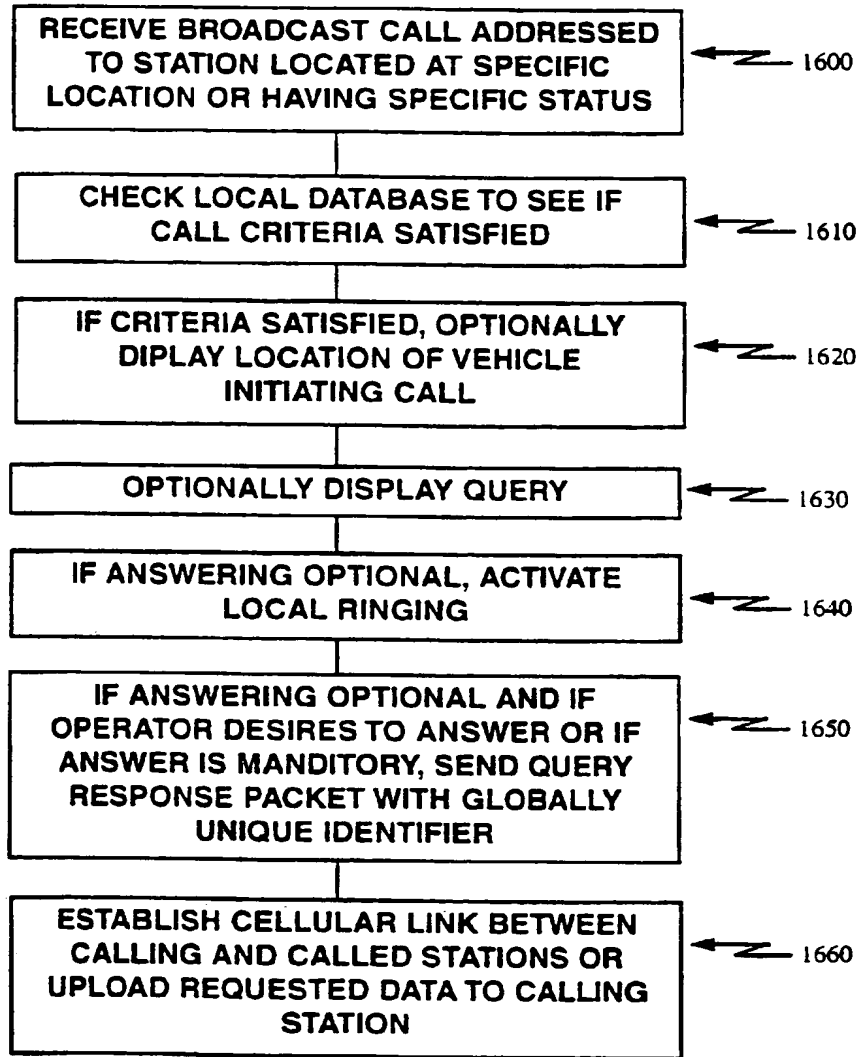 RECEIVE BROADCAST CALL ADDRESSED
TO STATION LOCATED AT SPECIFIC
LOCATION OR HAVING SPECIFIC STATUS
1600
CHECK LOCAL DATABASE TO SEE IF
CALL CRITERIA SATISFIED
1610
IF CRITERIA SATISFIED, OPTIONALLY
DIPLAY LOCATION OF VEHICLE
INITIATING CALL
1620
OPTIONALLY DISPLAY QUERY
1630
IF ANSWERING OPTIONAL, ACTIVATE
LOCAL RINGING
1640
IF ANSWERING OPTIONAL AND IF
OPERATOR DESIRES TO ANSWER OR IF
ANSWER IS MANDITORY, SEND QUERY
RESPONSE PACKET WITH GLOBALLY
UNIQUE IDENTIFIER
1650
ESTABLISH CELLULAR LINK BETWEEN
CALLING AND CALLED STATIONS OR
UPLOAD REQUESTED DATA TO CALLING
STATION
1660